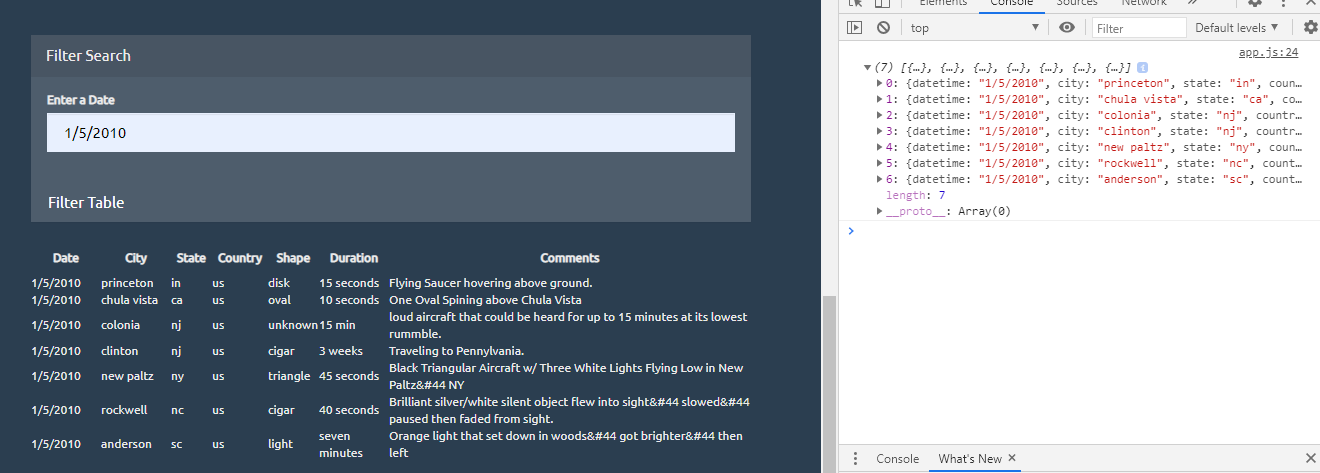 Elements Console Sources Network »
top ▼ Filter Default levels ▼
app.js:24
Filter Search
Enter a Date
1/5/2010
Filter Table
Date City State Country Shape Duration Comments
1/5/2010 princeton in us disk 15 seconds Flying Saucer hovering above ground.
1/5/2010 chula vista ca us oval 10 seconds One Oval Spining above Chula Vista
1/5/2010 colonia nj us unknown 15 min loud aircraft that could be heard for up to 15 minutes at its lowest
rummble.
1/5/2010 clinton nj us cigar 3 weeks Traveling to Pennylvania.
1/5/2010 new paltz ny us triangle 45 seconds Black Triangular Aircraft w/ Three White Lights Flying Low in New
Paltz&#44 NY
1/5/2010 rockwell nc us cigar 40 seconds Brilliant silver/white silent object flew into sight&#44 slowed&#44
paused then faded from sight.
1/5/2010 anderson sc us light seven minutes Orange light that set down in woods&#44 got brighter&#44 then
left
▼ (7) [{…}, {…}, {…}, {…}, {…}, {…}, {…}] i
▶ 0: {datetime: "1/5/2010", city: "princeton", state: "in", coun…
▶ 1: {datetime: "1/5/2010", city: "chula vista", state: "ca", co…
▶ 2: {datetime: "1/5/2010", city: "colonia", state: "nj", countr…
▶ 3: {datetime: "1/5/2010", city: "clinton", state: "nj", countr…
▶ 4: {datetime: "1/5/2010", city: "new paltz", state: "ny", coun…
▶ 5: {datetime: "1/5/2010", city: "rockwell", state: "nc", count…
▶ 6: {datetime: "1/5/2010", city: "anderson", state: "sc", count…
length: 7
▶ __proto__: Array(0)
>
Console What's New ×